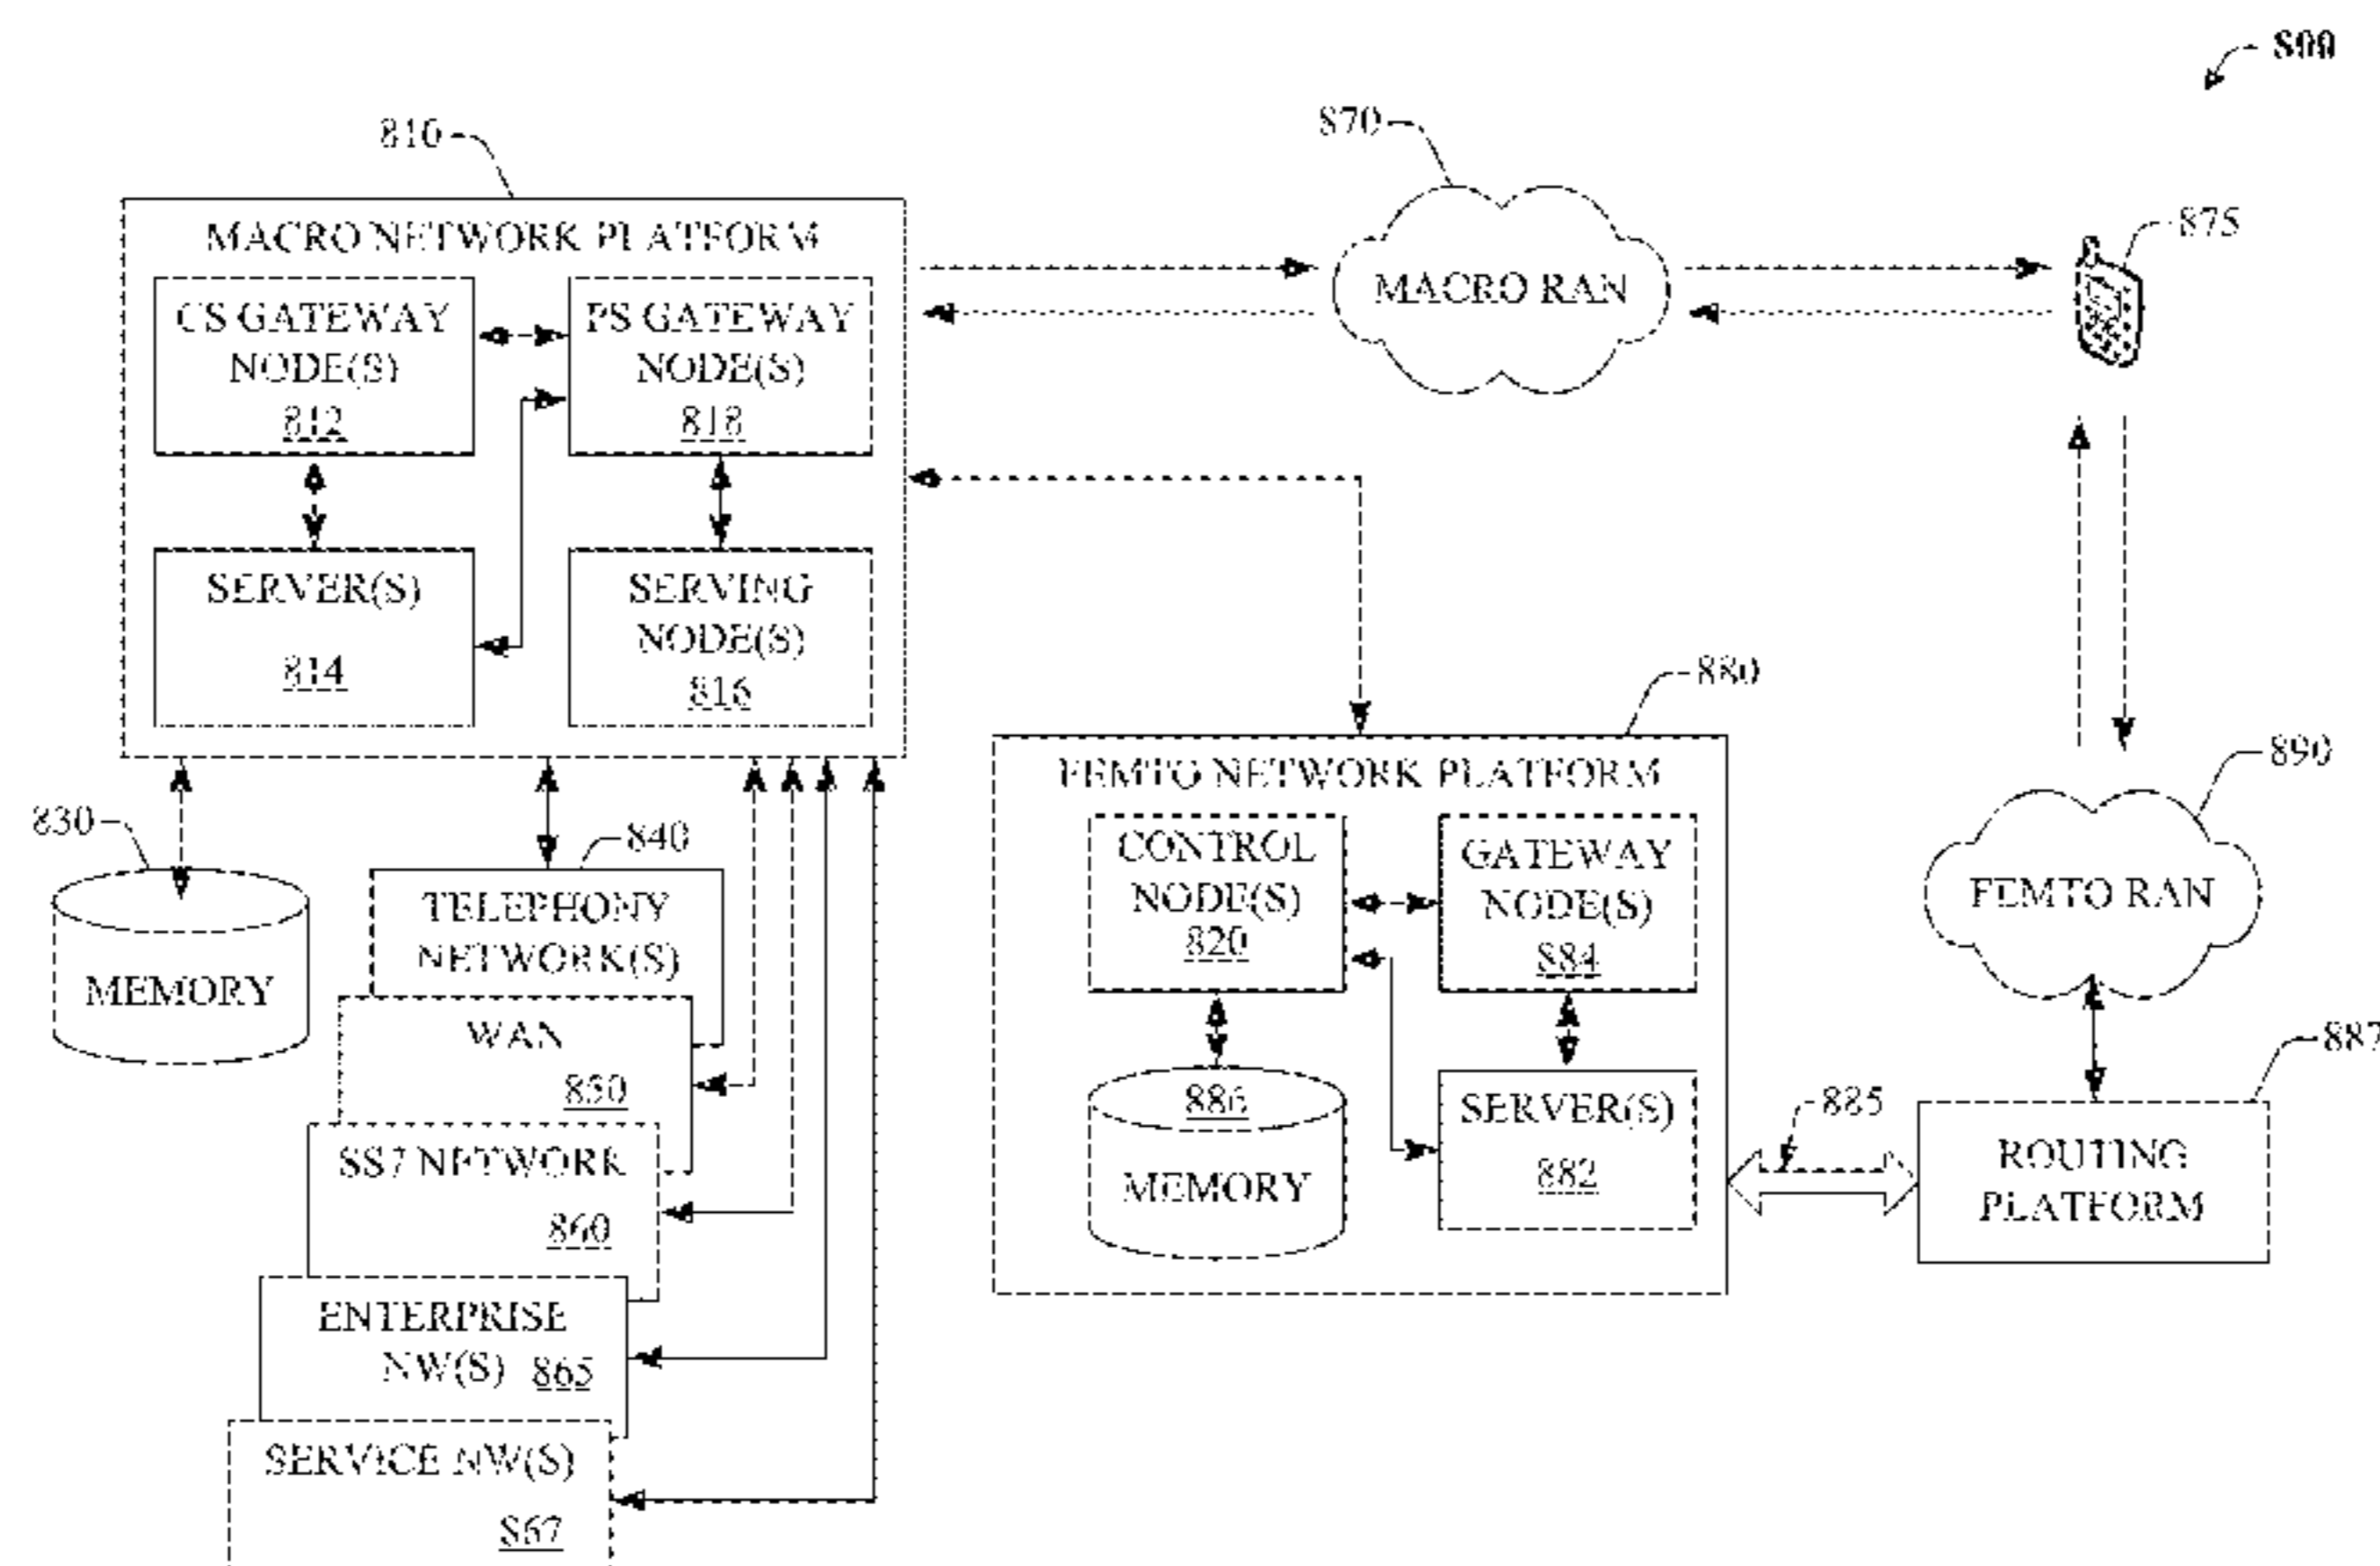 800
810
870
875
MACRO NETWORK PLATFORM
CS GATEWAY
NODE(S)
812
PS GATEWAY
NODE(S)
818
MACRO RAN
SERVER(S)
814
SERVING
NODE(S)
816
880
890
830
840
MEMORY
TELEPHONY
NETWORK(S)
WAN
850
SS7 NETWORK
860
ENTERPRISE
NW(S) 865
SERVICE NW(S)
867
FEMTO NETWORK PLATFORM
CONTROL
NODE(S)
820
GATEWAY
NODE(S)
884
886
MEMORY
SERVER(S)
882
FEMTO RAN
885
887
ROUTING
PLATFORM